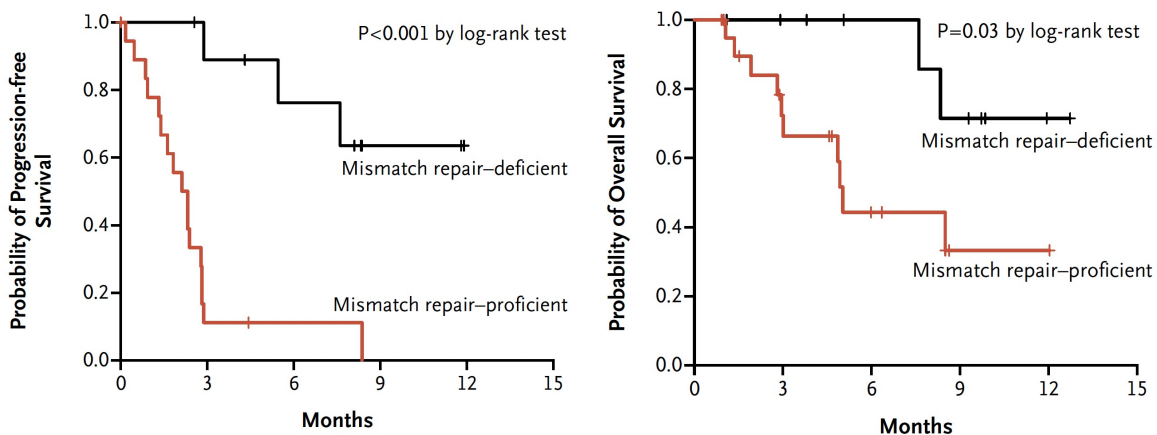 Probability of Progression-free
Survival
1.0
0.8
0.6
0.4
0.2
0.0
P<0.001 by log-rank test
Mismatch repair–deficient
Mismatch repair–proficient
0 3 6 9 12 15
Months
Probability of Overall Survival
1.0
0.8
0.6
0.4
0.2
0.0
P=0.03 by log-rank test
Mismatch repair–deficient
Mismatch repair–proficient
0 3 6 9 12 15
Months